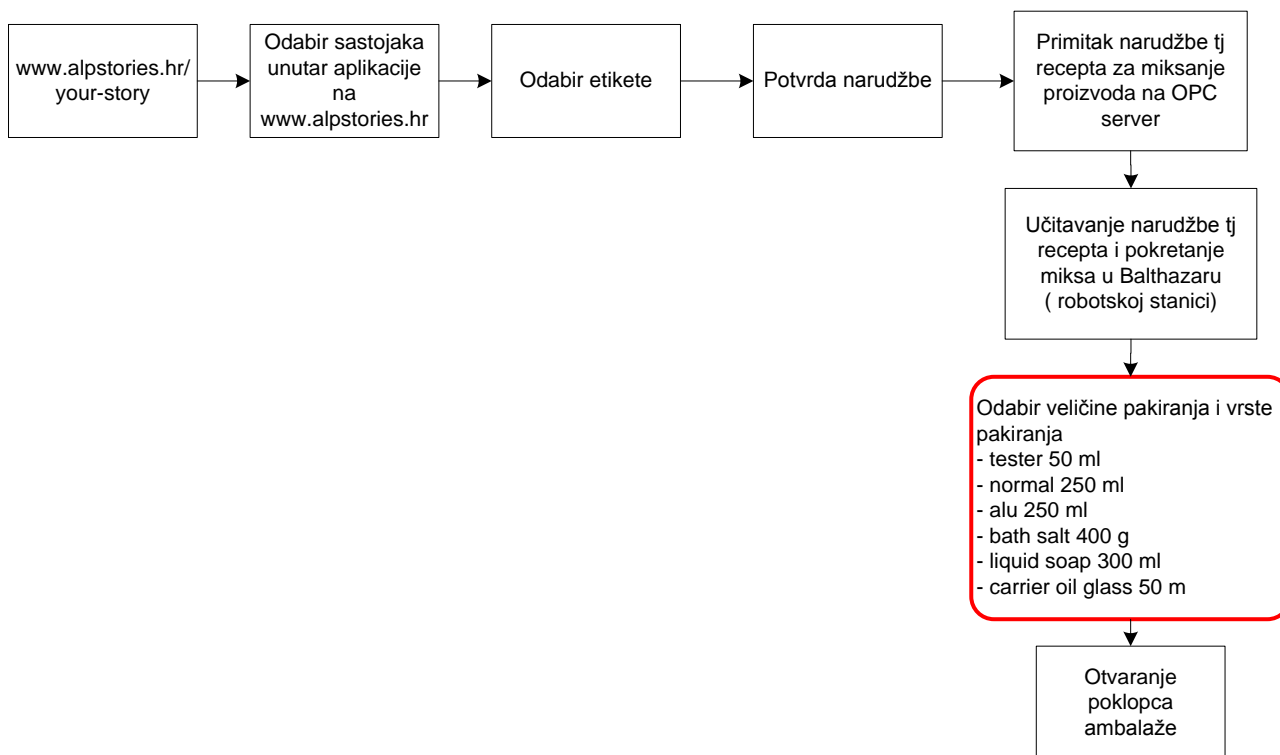 www.alpstories.hr/
your-story
Odabir sastojaka
unutar aplikacije
na
www.alpstories.hr
Odabir etikete
Potvrda narudžbe
Primitak narudžbe tj
recepta za miksanje
proizvoda na OPC
server
Učitavanje narudžbe tj
recepta i pokretanje
miksa u Balthazaru
( robotskoj stanici)
Odabir veličine pakiranja i vrste
pakiranja
- tester 50 ml
- normal 250 ml
- alu 250 ml
- bath salt 400 g
- liquid soap 300 ml
- carrier oil glass 50 m
Otvaranje
poklopca
ambalaže